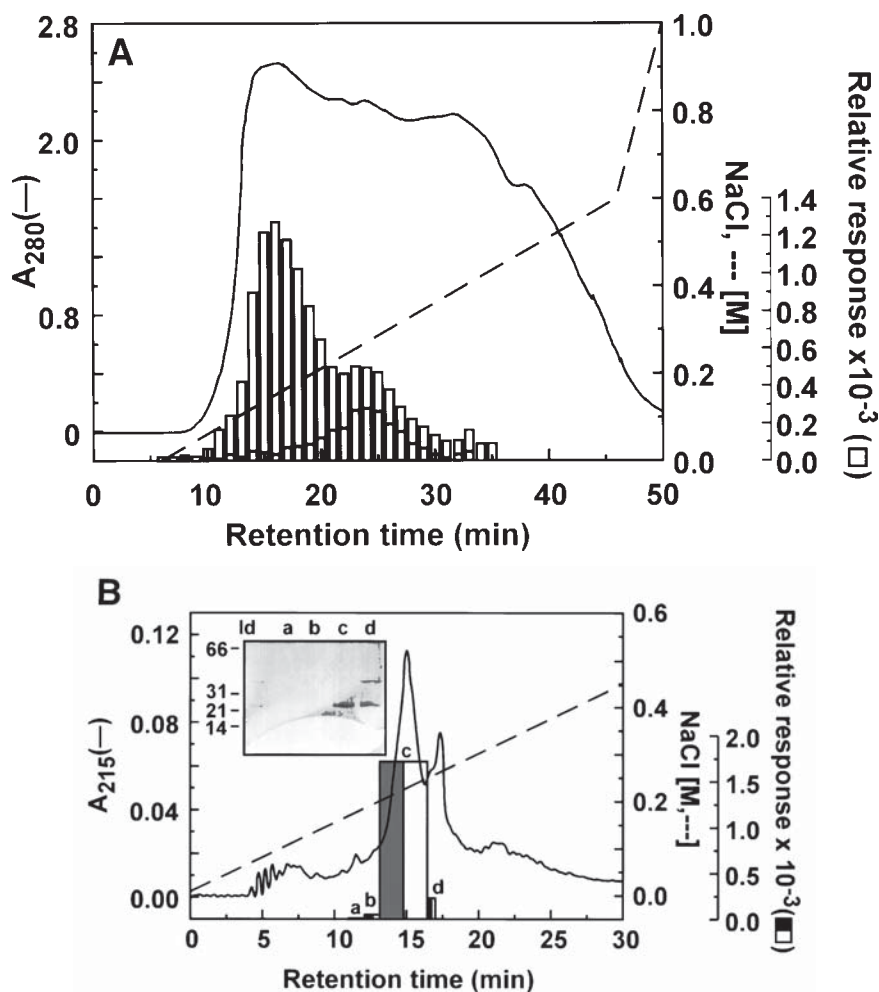 A
2.8
2.0
0.8
0
A280(—)
1.0
0.8
0.6
0.4
0.2
0.0
NaCl, --- [M]
1.4
1.2
1.0
0.8
0.6
0.4
0.2
0.0
Relative response x10-3 (□)
0 10 20 30 40 50
Retention time (min)
B
ld a b c d
66
31
21
14
0.12
0.08
0.04
0.00
A215(—)
a b c d
0.6
0.4
0.2
0.0
NaCl [M,---]
2.0
1.5
1.0
0.5
0.0
Relative response x 10-3(◧)
0 5 10 15 20 25 30
Retention time (min)